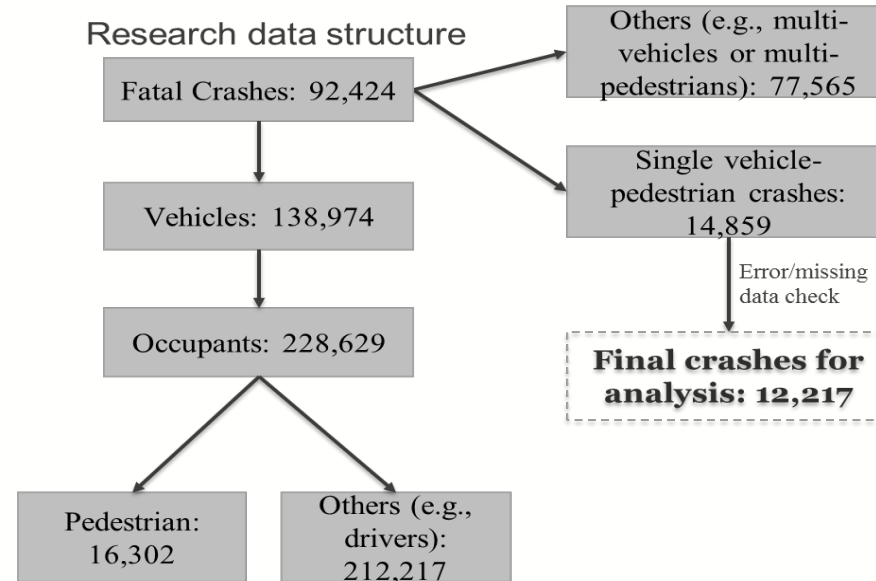 Research data structure
Fatal Crashes: 92,424
Others (e.g., multi-
vehicles or multi-
pedestrians): 77,565
Single vehicle-
pedestrian crashes:
14,859
Vehicles: 138,974
Error/missing
data check
Occupants: 228,629
Final crashes for
analysis: 12,217
Pedestrian:
16,302
Others (e.g.,
drivers):
212,217